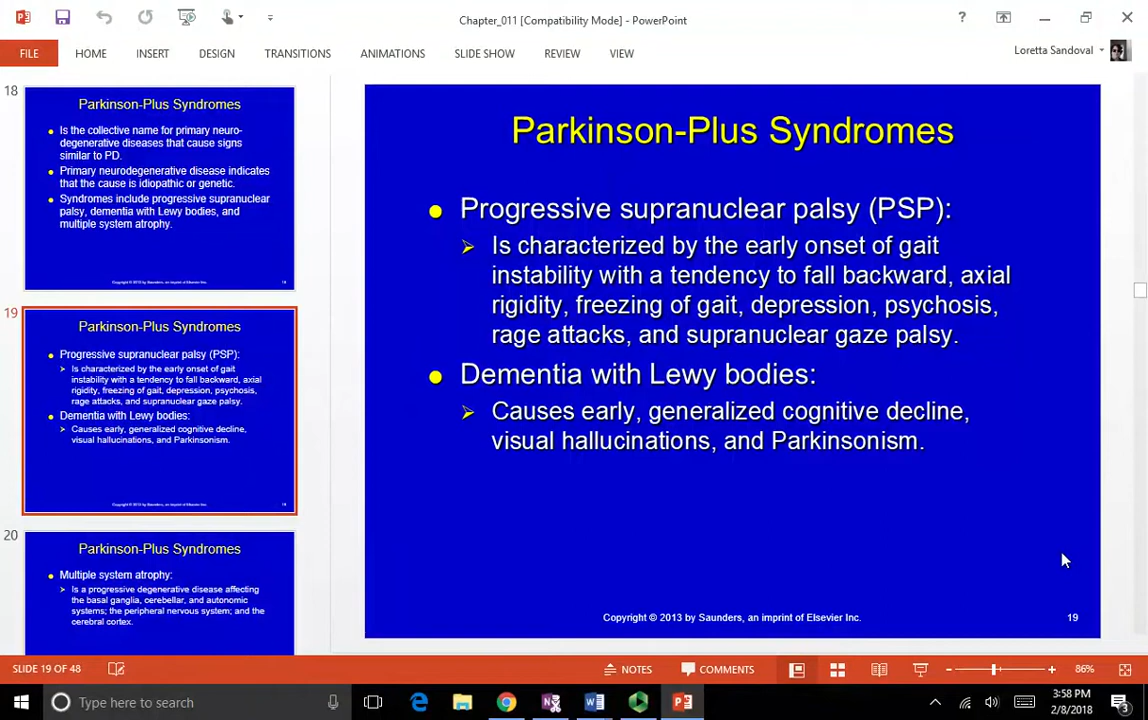 Chapter_011 [Compatibility Mode] - PowerPoint
?
FILE
HOME
INSERT
DESIGN
TRANSITIONS
ANIMATIONS
SLIDE SHOW
REVIEW
VIEW
Loretta Sandoval
18
Parkinson-Plus Syndromes
Is the collective name for primary neuro-
degenerative diseases that cause signs
similar to PD.
Primary neurodegenerative disease indicates
that the cause is idiopathic or genetic.
Syndromes include progressive supranuclear
palsy, dementia with Lewy bodies, and
multiple system atrophy.
Copyright © 2013 by Saunders, an imprint of Elsevier Inc.
18
19
Parkinson-Plus Syndromes
Progressive supranuclear palsy (PSP):
Is characterized by the early onset of gait
instability with a tendency to fall backward, axial
rigidity, freezing of gait, depression, psychosis,
rage attacks, and supranuclear gaze palsy.
Dementia with Lewy bodies:
Causes early, generalized cognitive decline,
visual hallucinations, and Parkinsonism.
Copyright © 2013 by Saunders, an imprint of Elsevier Inc.
19
20
Parkinson-Plus Syndromes
Multiple system atrophy:
Is a progressive degenerative disease affecting
the basal ganglia, cerebellar, and autonomic
systems; the peripheral nervous system; and the
cerebral cortex.
Parkinson-Plus Syndromes
Progressive supranuclear palsy (PSP):
Is characterized by the early onset of gait
instability with a tendency to fall backward, axial
rigidity, freezing of gait, depression, psychosis,
rage attacks, and supranuclear gaze palsy.
Dementia with Lewy bodies:
Causes early, generalized cognitive decline,
visual hallucinations, and Parkinsonism.
Copyright © 2013 by Saunders, an imprint of Elsevier Inc.
19
SLIDE 19 OF 48
NOTES
COMMENTS
86%
Type here to search
3:58 PM
2/8/2018
3